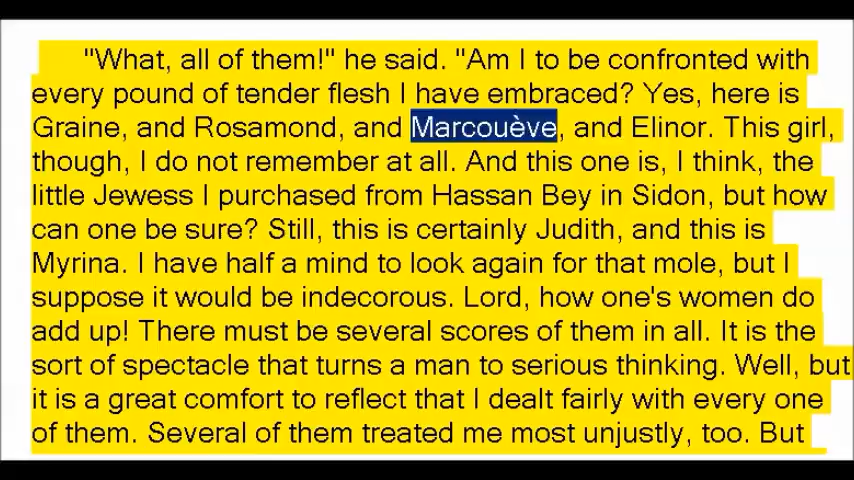 "What, all of them!" he said. "Am I to be confronted with
every pound of tender flesh I have embraced? Yes, here is
Graine, and Rosamond, and Marcouève, and Elinor. This girl,
though, I do not remember at all. And this one is, I think, the
little Jewess I purchased from Hassan Bey in Sidon, but how
can one be sure? Still, this is certainly Judith, and this is
Myrina. I have half a mind to look again for that mole, but I
suppose it would be indecorous. Lord, how one's women do
add up! There must be several scores of them in all. It is the
sort of spectacle that turns a man to serious thinking. Well, but
it is a great comfort to reflect that I dealt fairly with every one
of them. Several of them treated me most unjustly, too. But